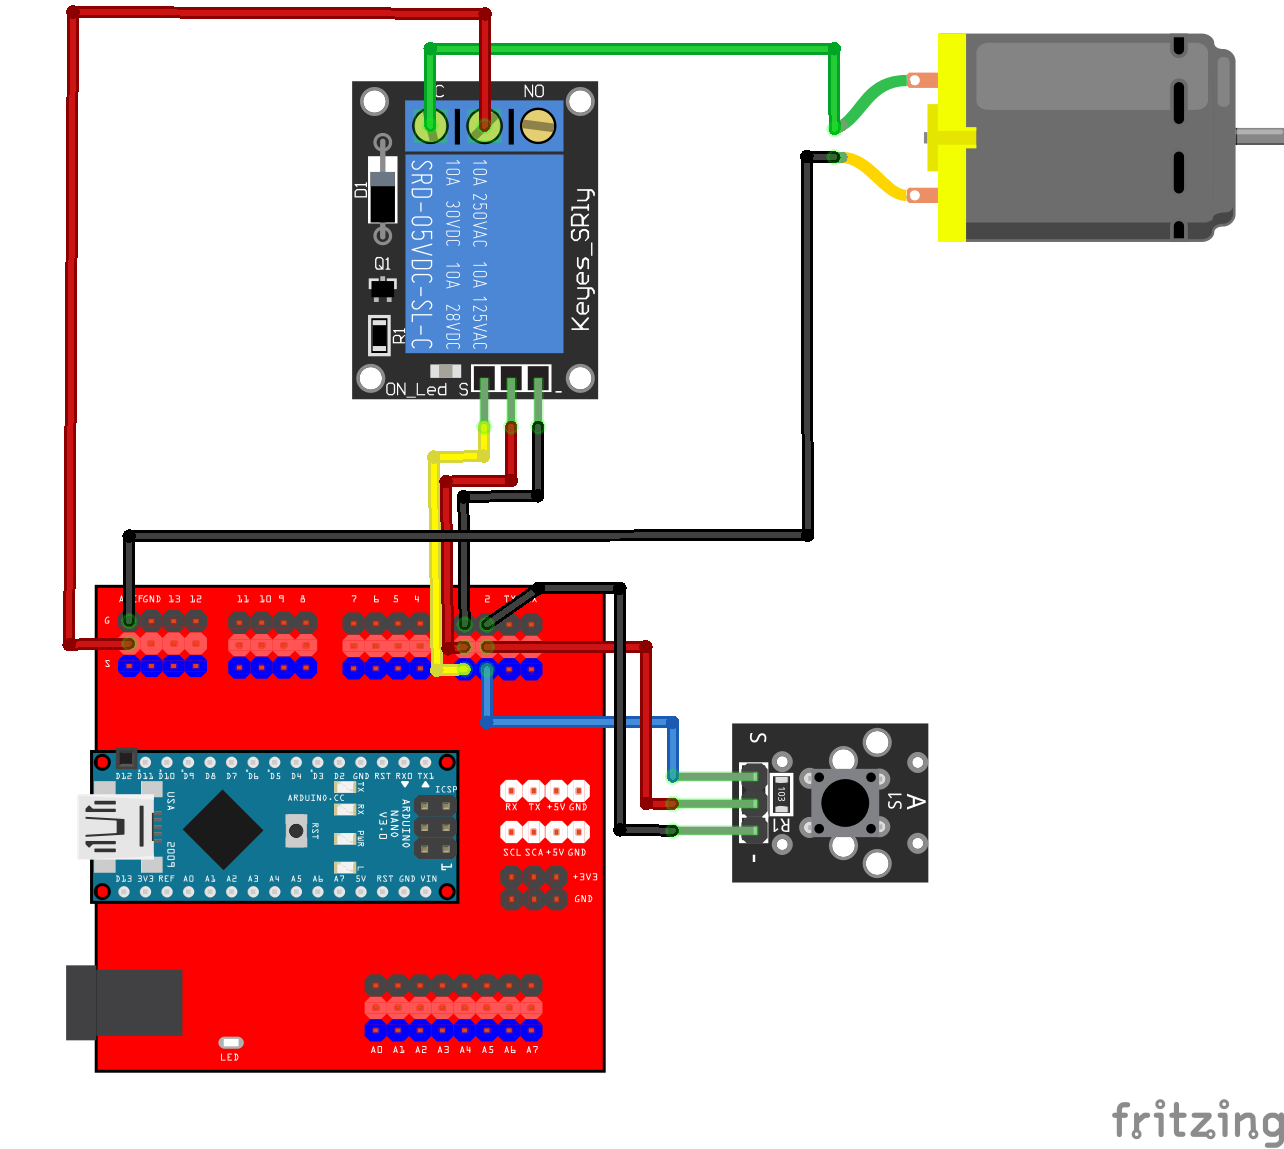 C NO
D1
SRD-05VDC-SL-C
10A 30VDC 10A 28VDC
10A 250VAC 10A 125VAC
Keyes_SRly
Q1
R1
ON_Led S -
GND 13 12 11 10 9 8 7 6 5 4 2
G
S
D12 D11 D10 D9 D8 D7 D6 D5 D4 D3 D2 GND RST RX0 TX1
USA
2009
ARDUINO.CC
RST
TX
RX
PWR
L
ARDUINO
NANO
V3.0
ICSP
1
D13 3V3 REF A0 A1 A2 A3 A4 A5 A6 A7 5V RST GND VIN
RX TX +5V GND
SCL SCA +5V GND
+3V3
GND
S
103
R1
S1
A
-
A0 A1 A2 A3 A4 A5 A6 A7
LED
fritzing